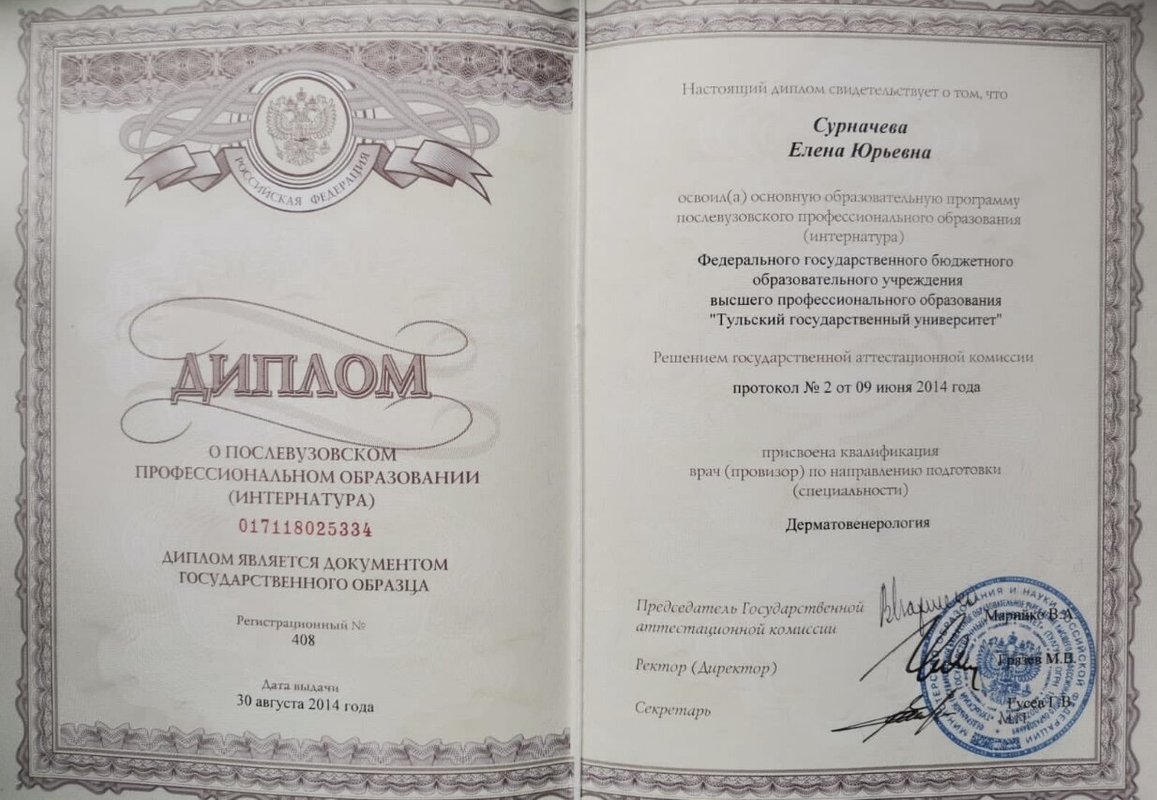 РОССИЙСКАЯ ФЕДЕРАЦИЯ
ДИПЛОМ
О ПОСЛЕВУЗОВСКОМ
ПРОФЕССИОНАЛЬНОМ ОБРАЗОВАНИИ
(ИНТЕРНАТУРА)
017118025334
ДИПЛОМ ЯВЛЯЕТСЯ ДОКУМЕНТОМ
ГОСУДАРСТВЕННОГО ОБРАЗЦА
Регистрационный №
408
Дата выдачи
30 августа 2014 года
Настоящий диплом свидетельствует о том, что
Сурначева
Елена Юрьевна
освоил(а) основную образовательную программу
послевузовского профессионального образования
(интернатура)
Федерального государственного бюджетного
образовательного учреждения
высшего профессионального образования
"Тульский государственный университет"
Решением государственной аттестационной комиссии
протокол № 2 от 09 июня 2014 года
присвоена квалификация
врач (провизор) по направлению подготовки
(специальности)
Дерматовенерология
Председатель Государственной
аттестационной комиссии
Марийко В.А.
Ректор (Директор)
Грязев М.В.
Секретарь
Гусев Г.В.
М.П.